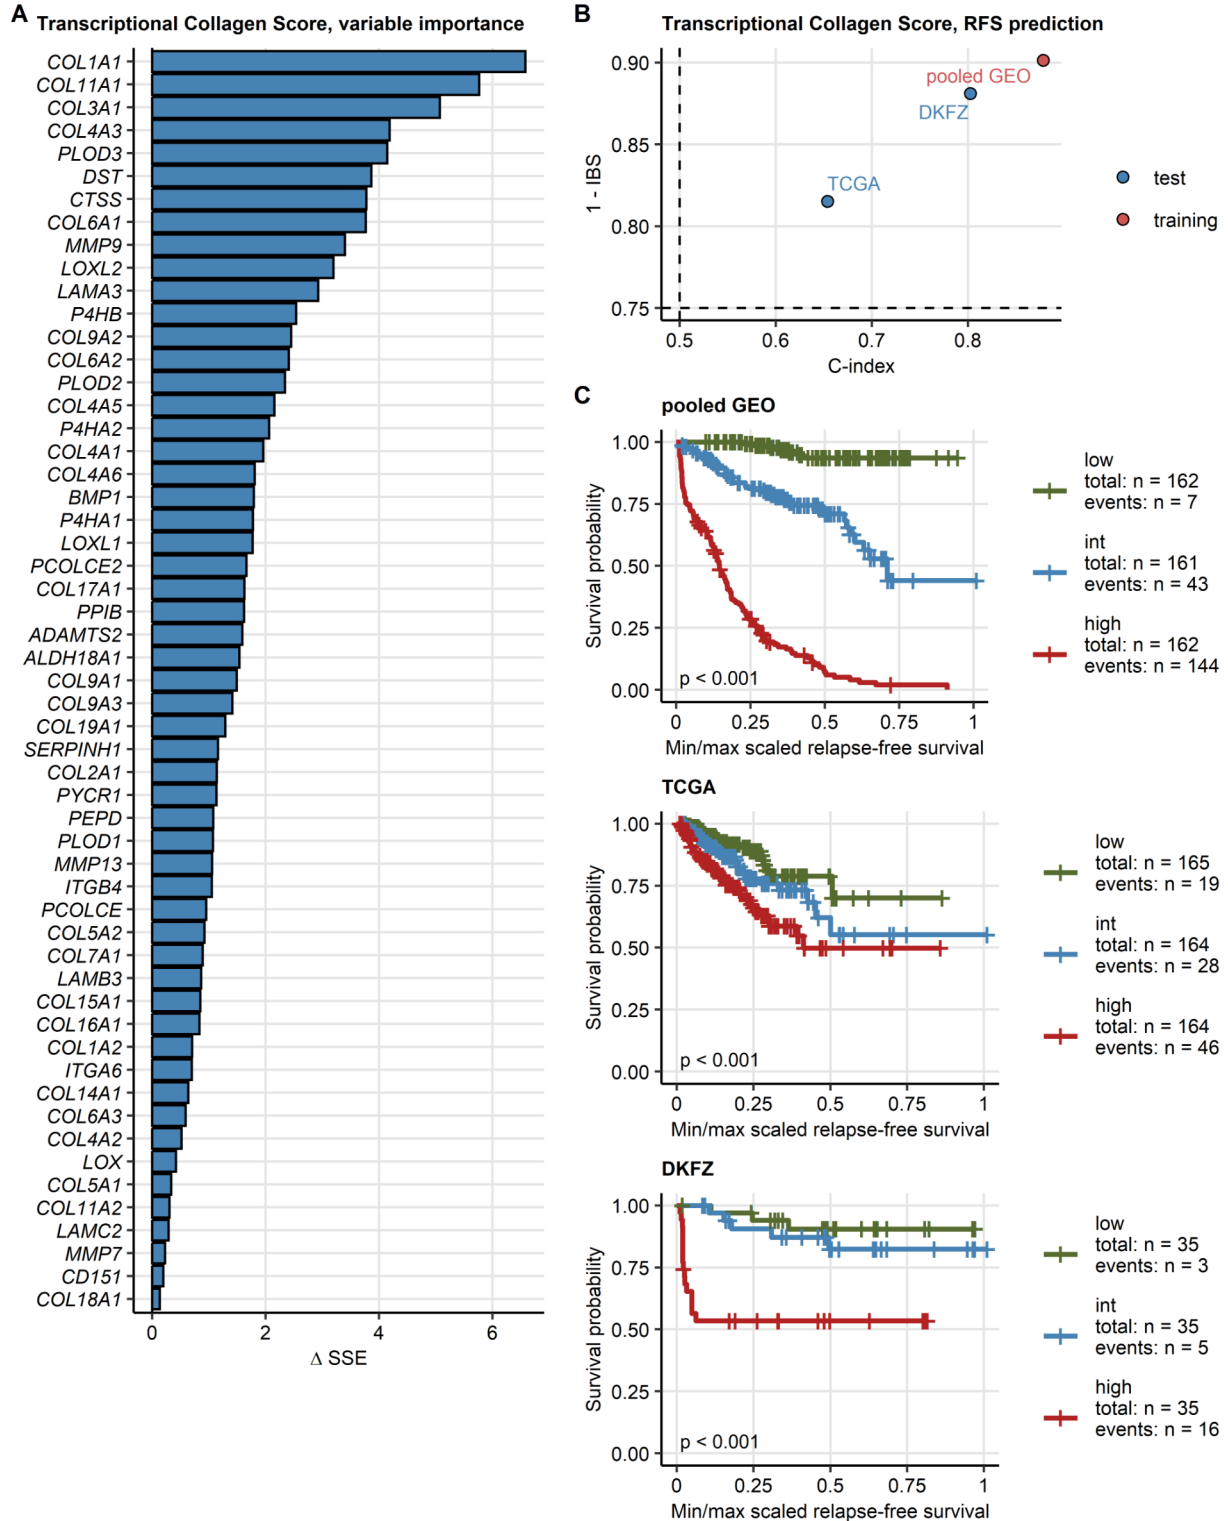 A
Transcriptional Collagen Score, variable importance
COL1A1
COL11A1
COL3A1
COL4A3
PLOD3
DST
CTSS
COL6A1
MMP9
LOXL2
LAMA3
P4HB
COL9A2
COL6A2
PLOD2
COL4A5
P4HA2
COL4A1
COL4A6
BMP1
P4HA1
LOXL1
PCOLCE2
COL17A1
PPIB
ADAMTS2
ALDH18A1
COL9A1
COL9A3
COL19A1
SERPINH1
COL2A1
PYCR1
PEPD
PLOD1
MMP13
ITGB4
PCOLCE
COL5A2
COL7A1
LAMB3
COL15A1
COL16A1
COL1A2
ITGA6
COL14A1
COL6A3
COL4A2
LOX
COL5A1
COL11A2
LAMC2
MMP7
CD151
COL18A1
0 2 4 6
Δ SSE
B
Transcriptional Collagen Score, RFS prediction
0.90
0.85
0.80
0.75
1 - IBS
pooled GEO
DKFZ
TCGA
0.5 0.6 0.7 0.8
C-index
test
training
C
pooled GEO
1.00
0.75
0.50
0.25
0.00
Survival probability
p < 0.001
0 0.25 0.5 0.75 1
Min/max scaled relapse-free survival
low
total: n = 162
events: n = 7
int
total: n = 161
events: n = 43
high
total: n = 162
events: n = 144
TCGA
1.00
0.75
0.50
0.25
0.00
Survival probability
p < 0.001
0 0.25 0.5 0.75 1
Min/max scaled relapse-free survival
low
total: n = 165
events: n = 19
int
total: n = 164
events: n = 28
high
total: n = 164
events: n = 46
DKFZ
1.00
0.75
0.50
0.25
0.00
Survival probability
p < 0.001
0 0.25 0.5 0.75 1
Min/max scaled relapse-free survival
low
total: n = 35
events: n = 3
int
total: n = 35
events: n = 5
high
total: n = 35
events: n = 16